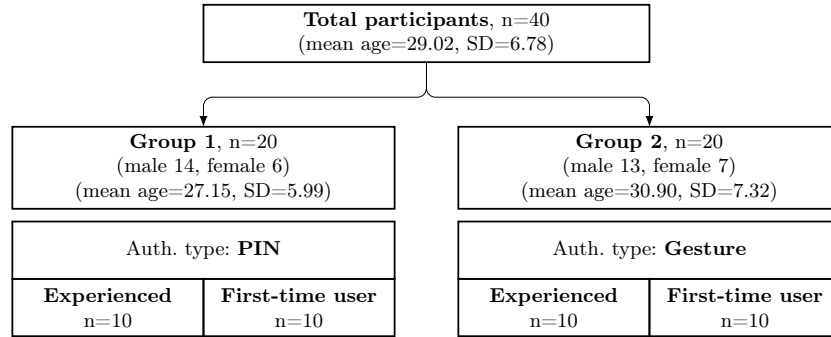 Total participants, n=40
(mean age=29.02, SD=6.78)
Group 1, n=20
(male 14, female 6)
(mean age=27.15, SD=5.99)
Auth. type: PIN
Experienced
n=10
First-time user
n=10
Group 2, n=20
(male 13, female 7)
(mean age=30.90, SD=7.32)
Auth. type: Gesture
Experienced
n=10
First-time user
n=10